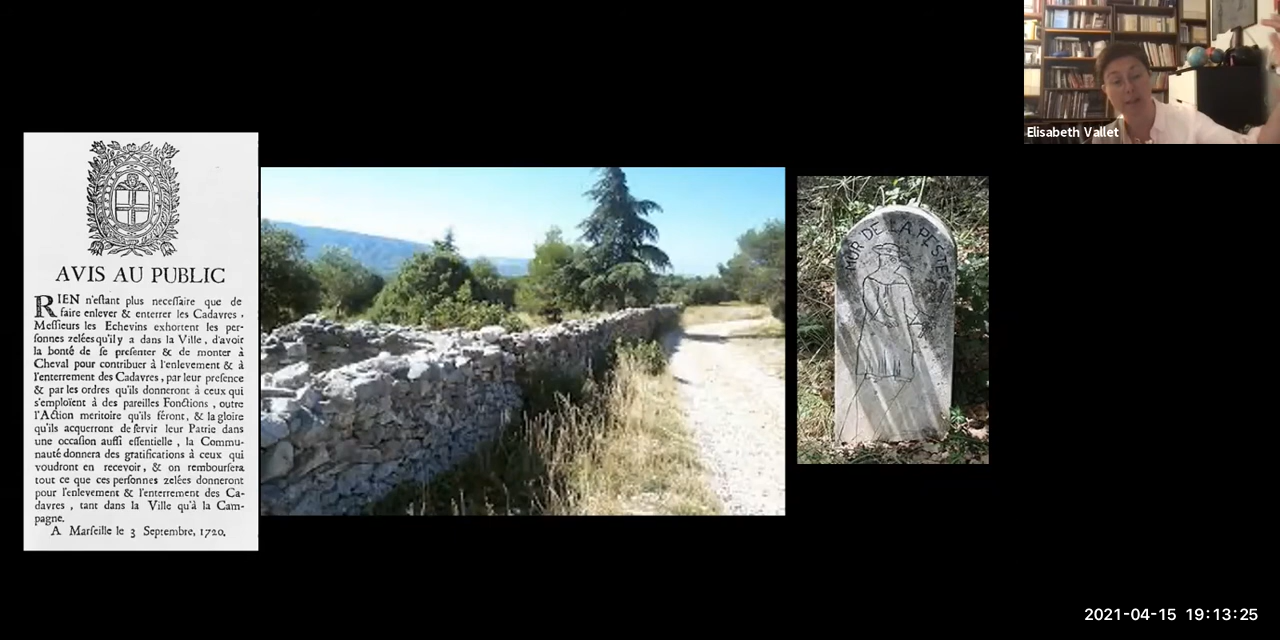 Elisabeth Vallet
AVIS AU PUBLIC
RIEN n'eſtant plus neceſſaire que de
faire enlever & enterrer les Cadavres,
Meſſieurs les Echevins exhortent les per-
ſonnes zelées qu'il y a dans la Ville, d'avoir
la bonté de ſe preſenter & de monter à
Cheval pour contribuer à l'enlevement & à
l'enterrement des Cadavres, par leur preſence
& par les ordres qu'ils donneront à ceux qui
s'emploïent à des pareilles Fonctions, outre
l'Action meritoire qu'ils féront, & la gloire
qu'ils acquerront de ſervir leur Patrie dans
une occaſion auſſi eſſentielle, la Commu-
nauté donnera des gratifications à ceux qui
voudront en recevoir, & on rembourſera
tout ce que ces perſonnes zelées donneront
pour l'enlevement & l'enterrement des Ca-
davres, tant dans la Ville qu'à la Cam-
pagne.
A Marſeille le 3 Septembre, 1720.
MUR DE LA PESTE
2021-04-15 19:13:25